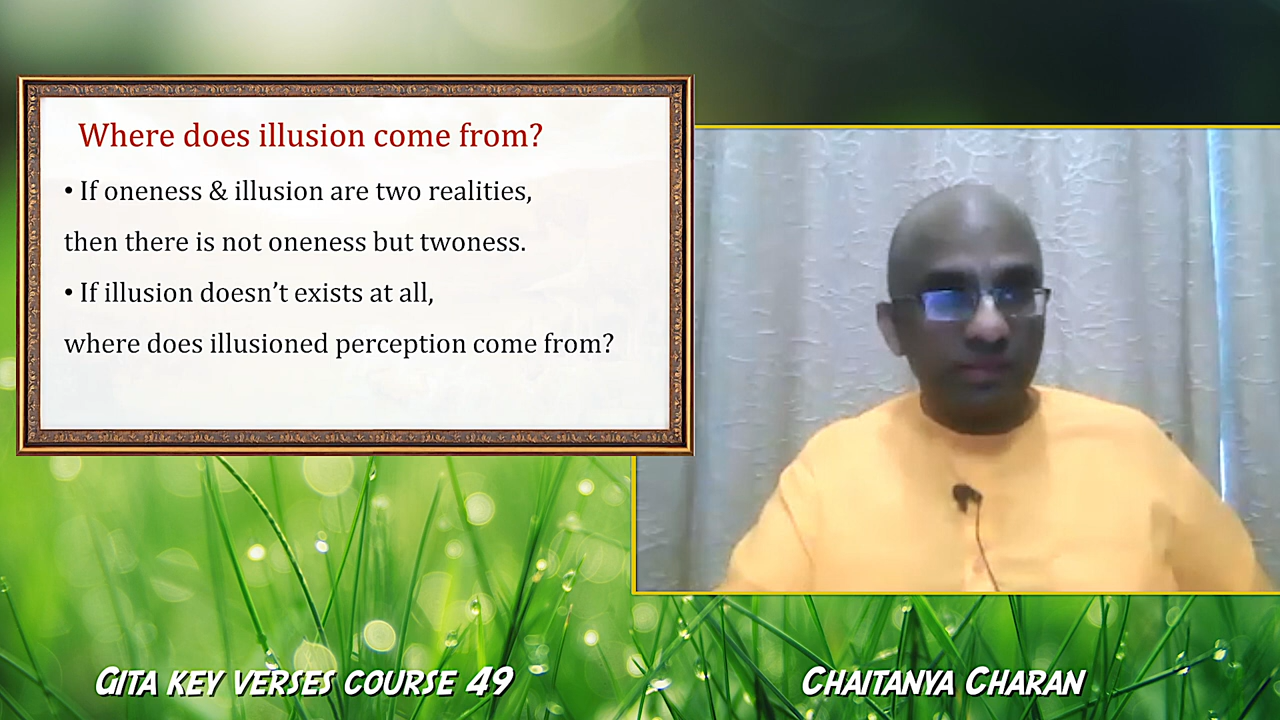 Where does illusion come from?
• If oneness & illusion are two realities,
then there is not oneness but twoness.
• If illusion doesn’t exists at all,
where does illusioned perception come from?
Gita key verses course 49
Chaitanya Charan